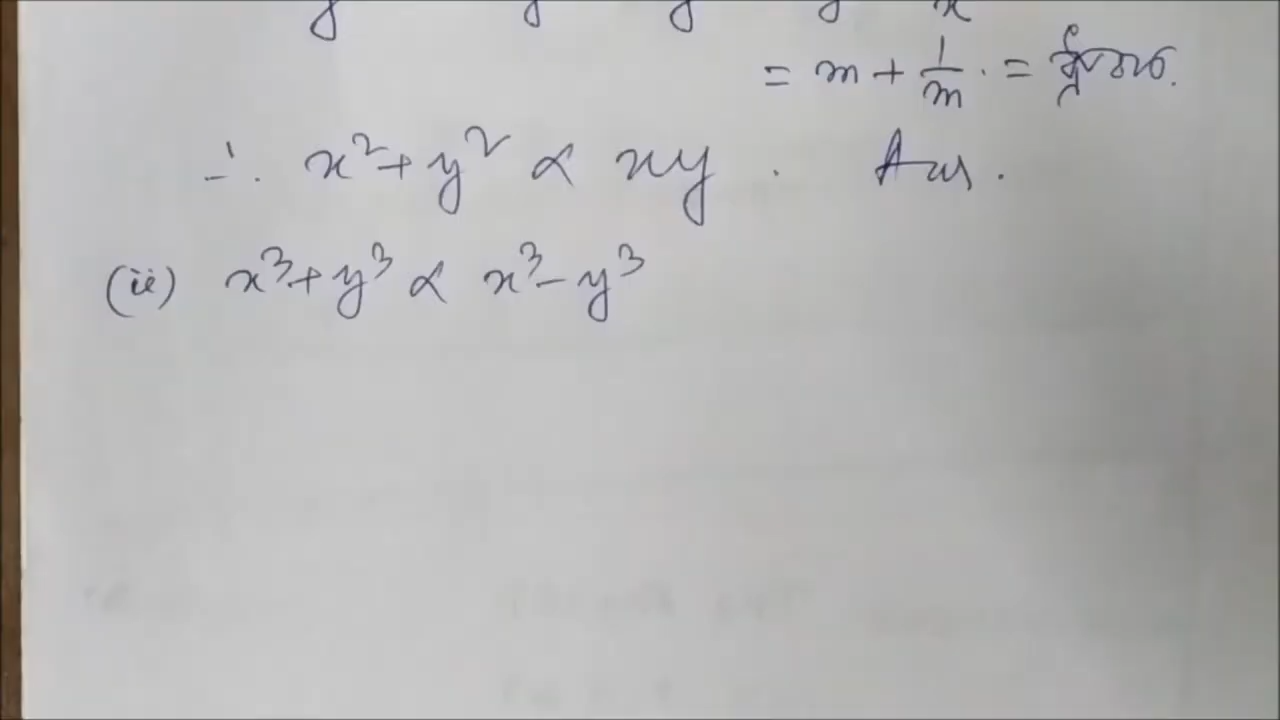 = m + 1/m . = ধ্রুবক.
∴ x²+y² ∝ xy . Ans.
(ii) x³+y³ ∝ x³-y³